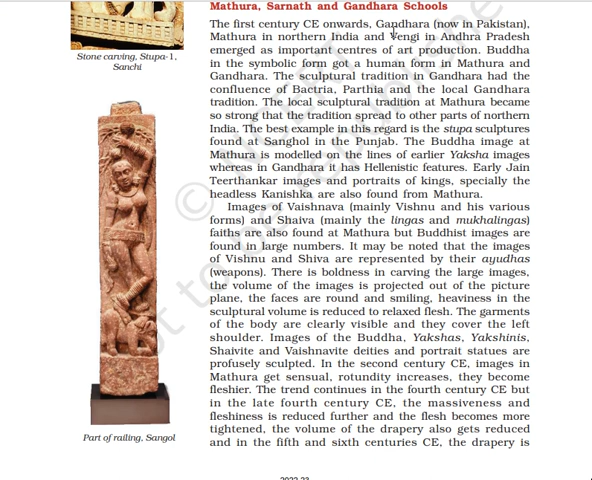 Mathura, Sarnath and Gandhara Schools
The first century CE onwards, Gandhara (now in Pakistan),
Mathura in northern India and Vengi in Andhra Pradesh
emerged as important centres of art production. Buddha
in the symbolic form got a human form in Mathura and
Gandhara. The sculptural tradition in Gandhara had the
confluence of Bactria, Parthia and the local Gandhara
tradition. The local sculptural tradition at Mathura became
so strong that the tradition spread to other parts of northern
India. The best example in this regard is the stupa sculptures
found at Sanghol in the Punjab. The Buddha image at
Mathura is modelled on the lines of earlier Yaksha images
whereas in Gandhara it has Hellenistic features. Early Jain
Teerthankar images and portraits of kings, specially the
headless Kanishka are also found from Mathura.
Images of Vaishnava (mainly Vishnu and his various
forms) and Shaiva (mainly the lingas and mukhalingas)
faiths are also found at Mathura but Buddhist images are
found in large numbers. It may be noted that the images
of Vishnu and Shiva are represented by their ayudhas
(weapons). There is boldness in carving the large images,
the volume of the images is projected out of the picture
plane, the faces are round and smiling, heaviness in the
sculptural volume is reduced to relaxed flesh. The garments
of the body are clearly visible and they cover the left
shoulder. Images of the Buddha, Yakshas, Yakshinis,
Shaivite and Vaishnavite deities and portrait statues are
profusely sculpted. In the second century CE, images in
Mathura get sensual, rotundity increases, they become
fleshier. The trend continues in the fourth century CE but
in the late fourth century CE, the massiveness and
fleshiness is reduced further and the flesh becomes more
tightened, the volume of the drapery also gets reduced
and in the fifth and sixth centuries CE, the drapery is
Stone carving, Stupa-1,
Sanchi
Part of railing, Sangol
2022-23